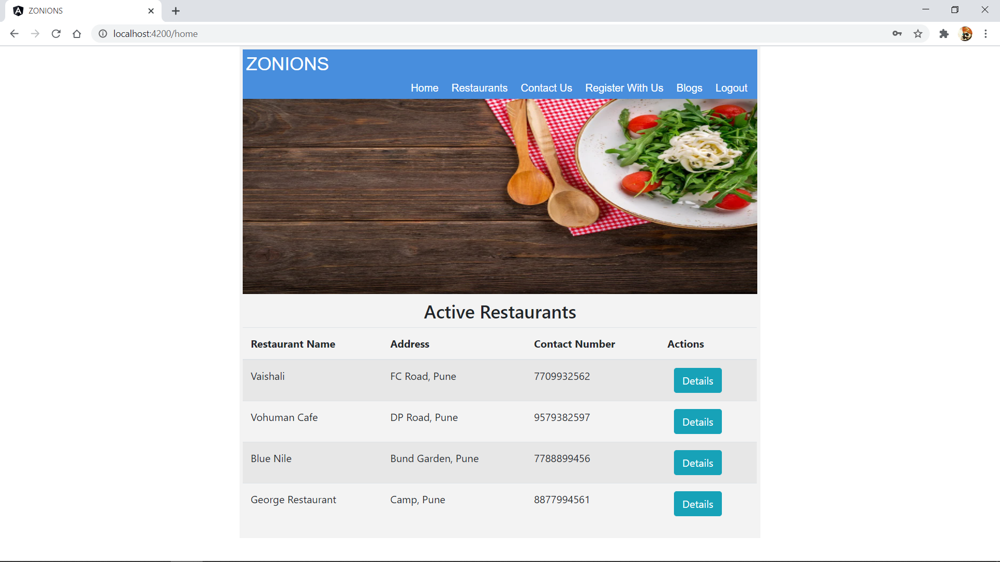 ZONIONS
localhost:4200/home
ZONIONS
Home Restaurants Contact Us Register With Us Blogs Logout
Active Restaurants
Restaurant Name Address Contact Number Actions
Vaishali FC Road, Pune 7709932562 Details
Vohuman Cafe DP Road, Pune 9579382597 Details
Blue Nile Bund Garden, Pune 7788899456 Details
George Restaurant Camp, Pune 8877994561 Details